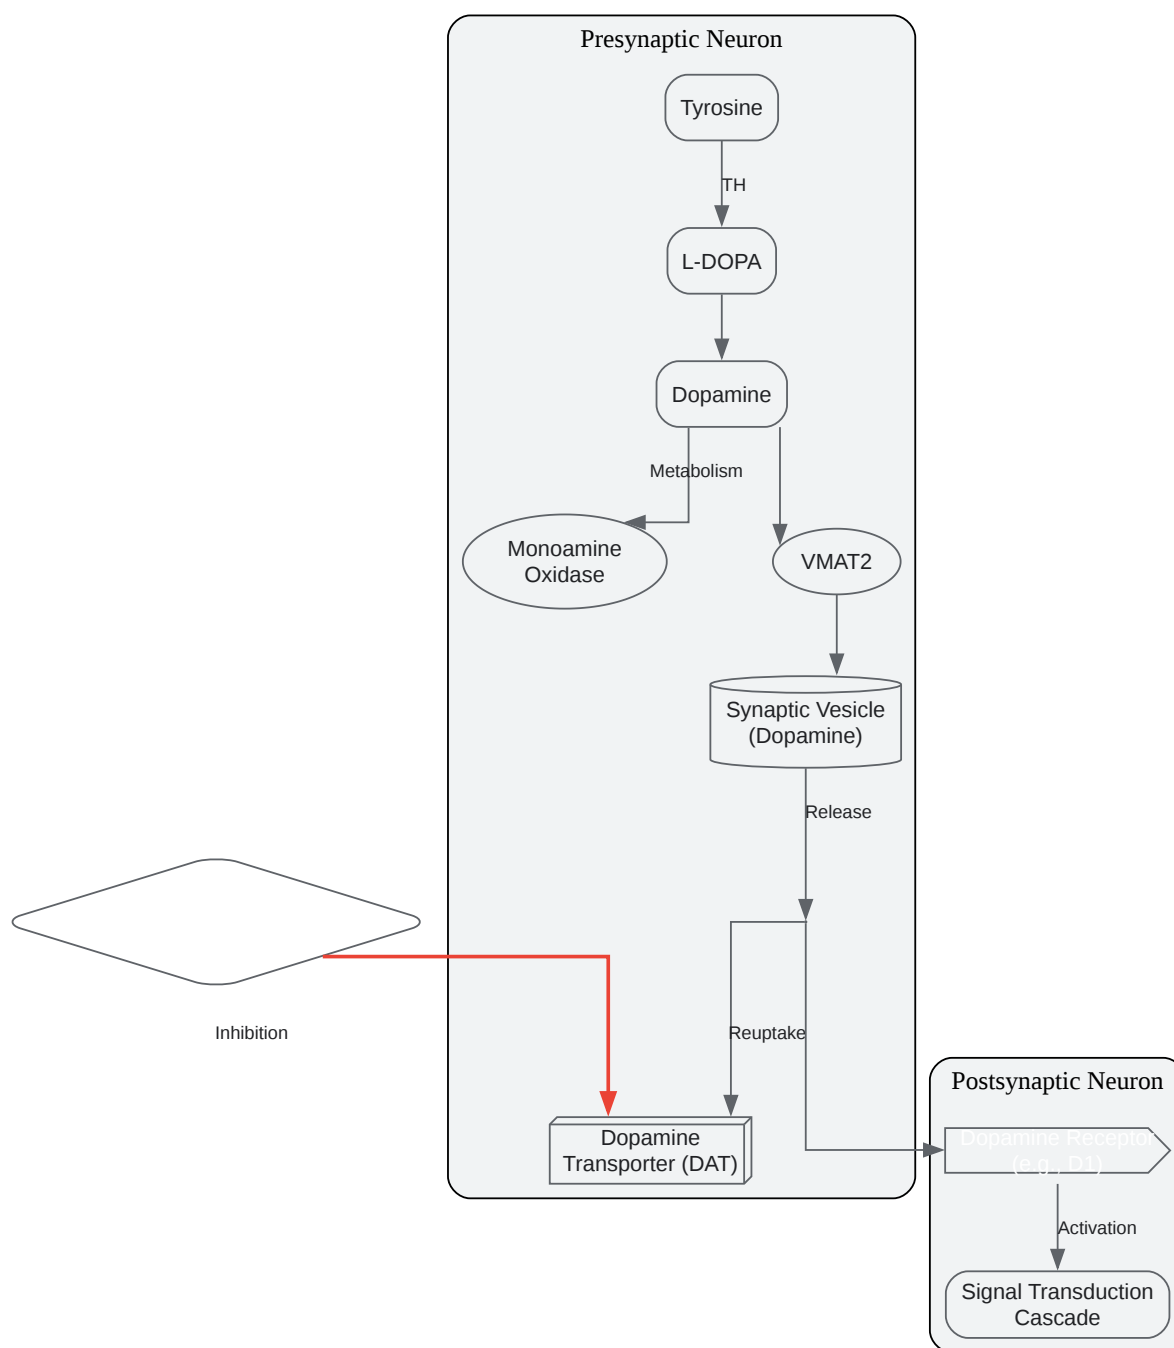 Presynaptic Neuron
Tyrosine
TH
L-DOPA
Dopamine
Metabolism
Monoamine
Oxidase
VMAT2
Synaptic Vesicle
(Dopamine)
Release
Inhibition
Reuptake
Dopamine
Transporter (DAT)
Postsynaptic Neuron
Dopamine Receptor
(e.g., D1)
Activation
Signal Transduction
Cascade